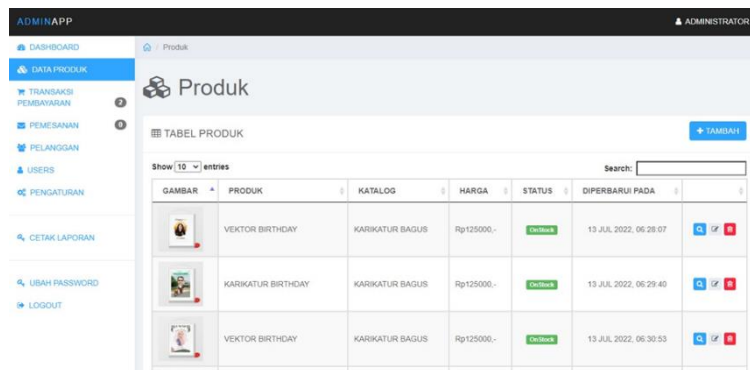 ADMINAPP
ADMINISTRATOR
DASHBOARD
DATA PRODUK
TRANSAKSI
PEMBAYARAN 2
PEMESANAN 0
PELANGGAN
USERS
PENGATURAN
CETAK LAPORAN
UBAH PASSWORD
LOGOUT
/ Produk
Produk
TABEL PRODUK
+ TAMBAH
Show 10 entries
Search:
GAMBAR PRODUK KATALOG HARGA STATUS DIPERBARUI PADA
VEKTOR BIRTHDAY KARIKATUR BAGUS Rp125000,- OnStock 13 JUL 2022, 06:28:07
KARIKATUR BIRTHDAY KARIKATUR BAGUS Rp125000,- OnStock 13 JUL 2022, 06:29:40
VEKTOR BIRTHDAY KARIKATUR BAGUS Rp125000,- OnStock 13 JUL 2022, 06:30:53